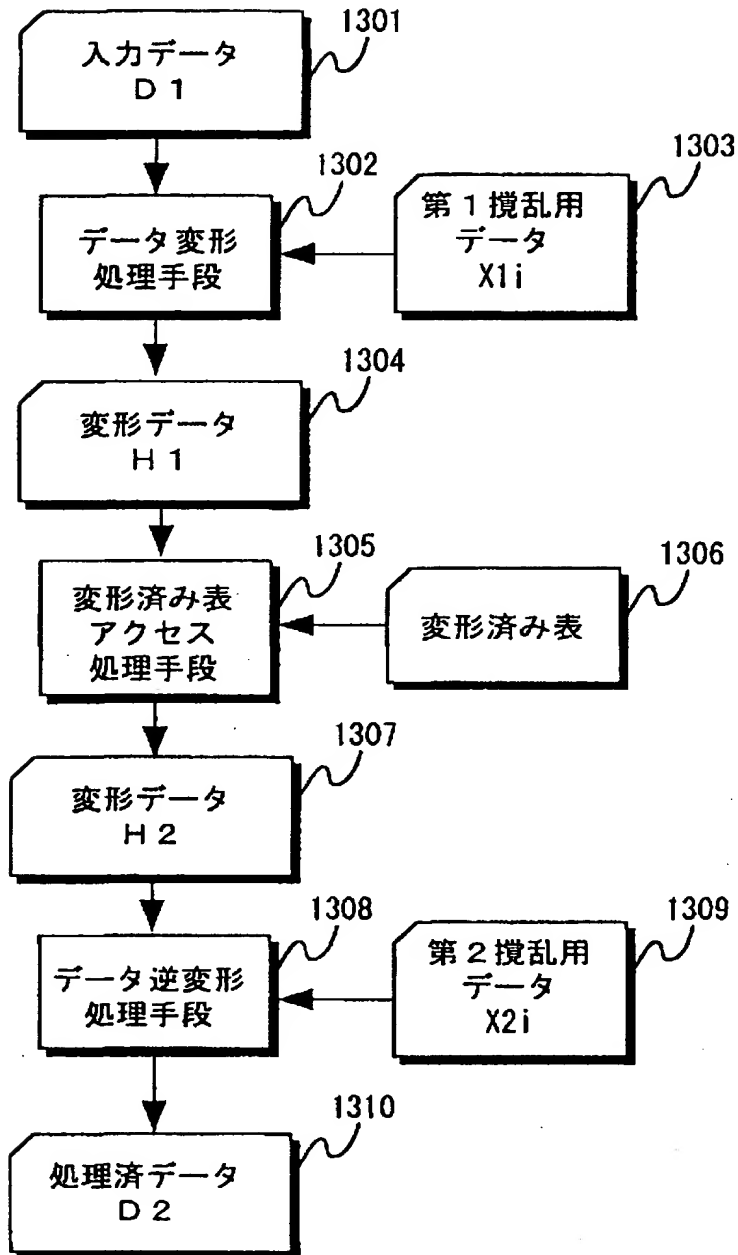 1301
入力データ
D1
1302
データ変形
処理手段
1303
第1撹乱用
データ
X1i
1304
変形データ
H1
1305
変形済み表
アクセス
処理手段
1306
変形済み表
1307
変形データ
H2
1308
データ逆変形
処理手段
1309
第2撹乱用
データ
X2i
1310
処理済データ
D2